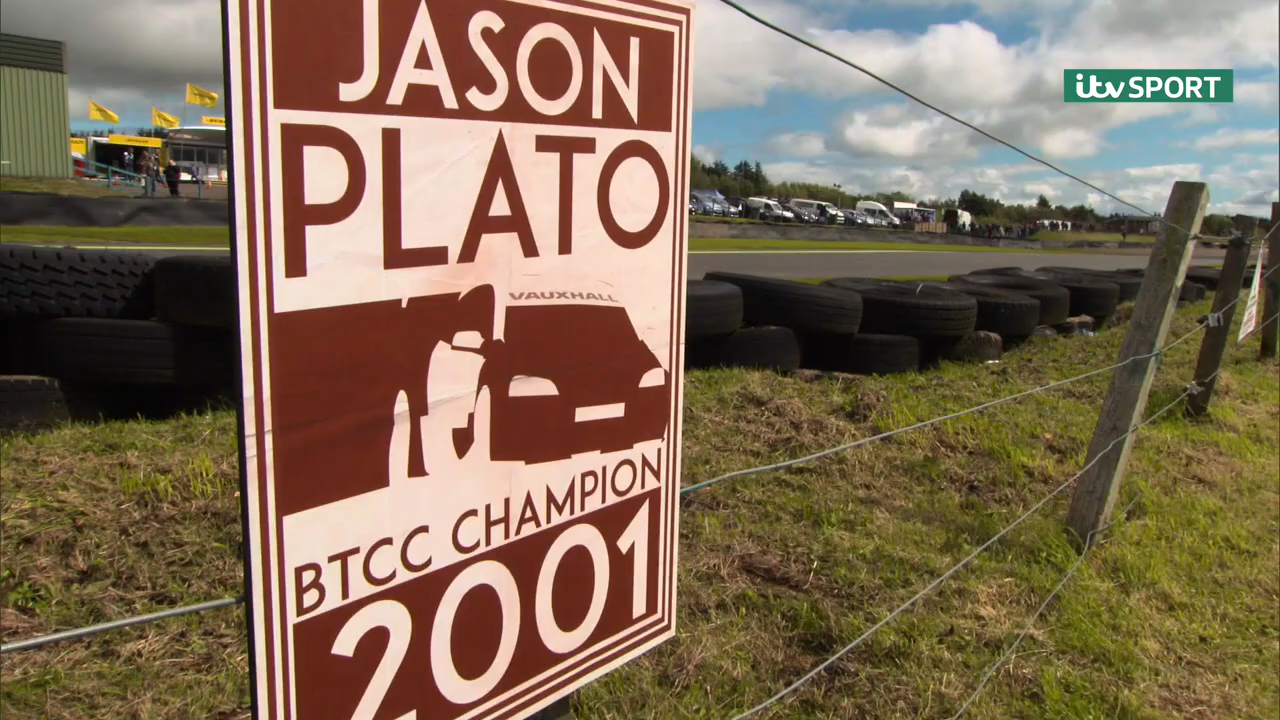 JASON
PLATO
VAUXHALL
BTCC CHAMPION
2001
itv SPORT